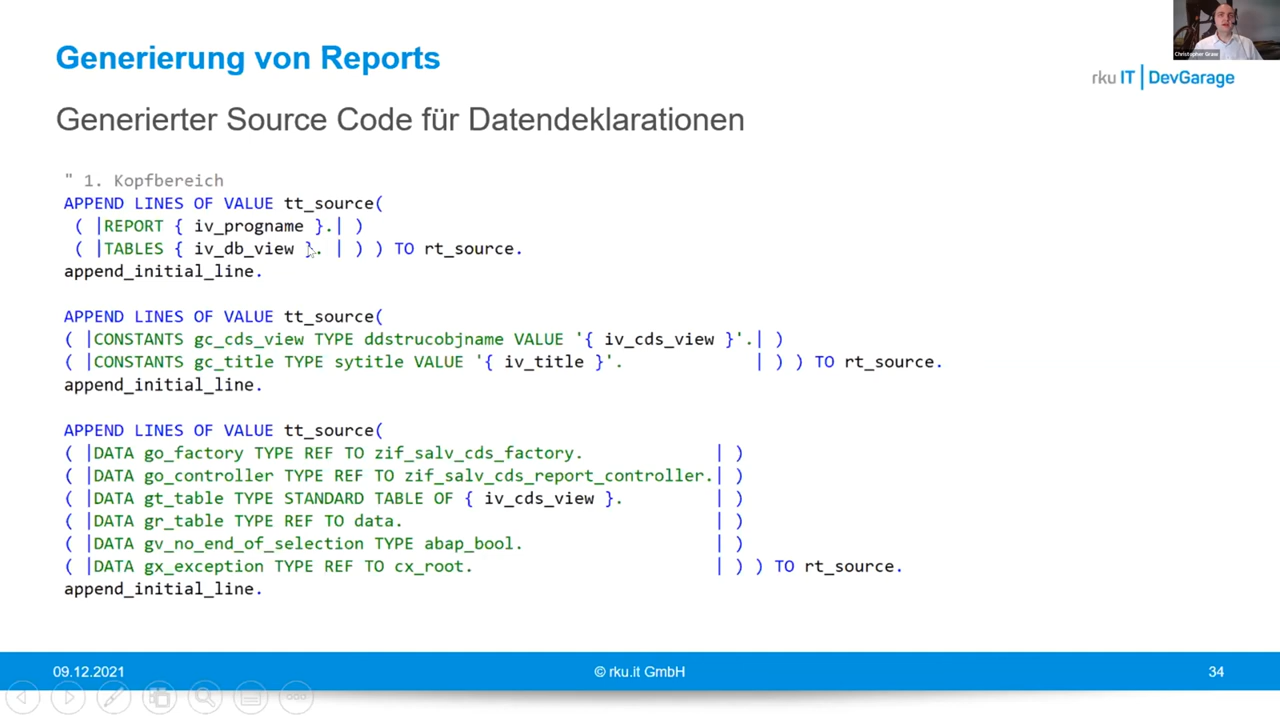 Christopher Graw
Generierung von Reports
rku IT | DevGarage
Generierter Source Code für Datendeklarationen
" 1. Kopfbereich
APPEND LINES OF VALUE tt_source(
( |REPORT { iv_progname }.| )
( |TABLES { iv_db_view }. | ) ) TO rt_source.
append_initial_line.
APPEND LINES OF VALUE tt_source(
( |CONSTANTS gc_cds_view TYPE ddstrucobjname VALUE '{ iv_cds_view }'.| )
( |CONSTANTS gc_title TYPE sytitle VALUE '{ iv_title }'. | ) ) TO rt_source.
append_initial_line.
APPEND LINES OF VALUE tt_source(
( |DATA go_factory TYPE REF TO zif_salv_cds_factory. | )
( |DATA go_controller TYPE REF TO zif_salv_cds_report_controller.| )
( |DATA gt_table TYPE STANDARD TABLE OF { iv_cds_view }. | )
( |DATA gr_table TYPE REF TO data. | )
( |DATA gv_no_end_of_selection TYPE abap_bool. | )
( |DATA gx_exception TYPE REF TO cx_root. | ) ) TO rt_source.
append_initial_line.
09.12.2021
© rku.it GmbH
34